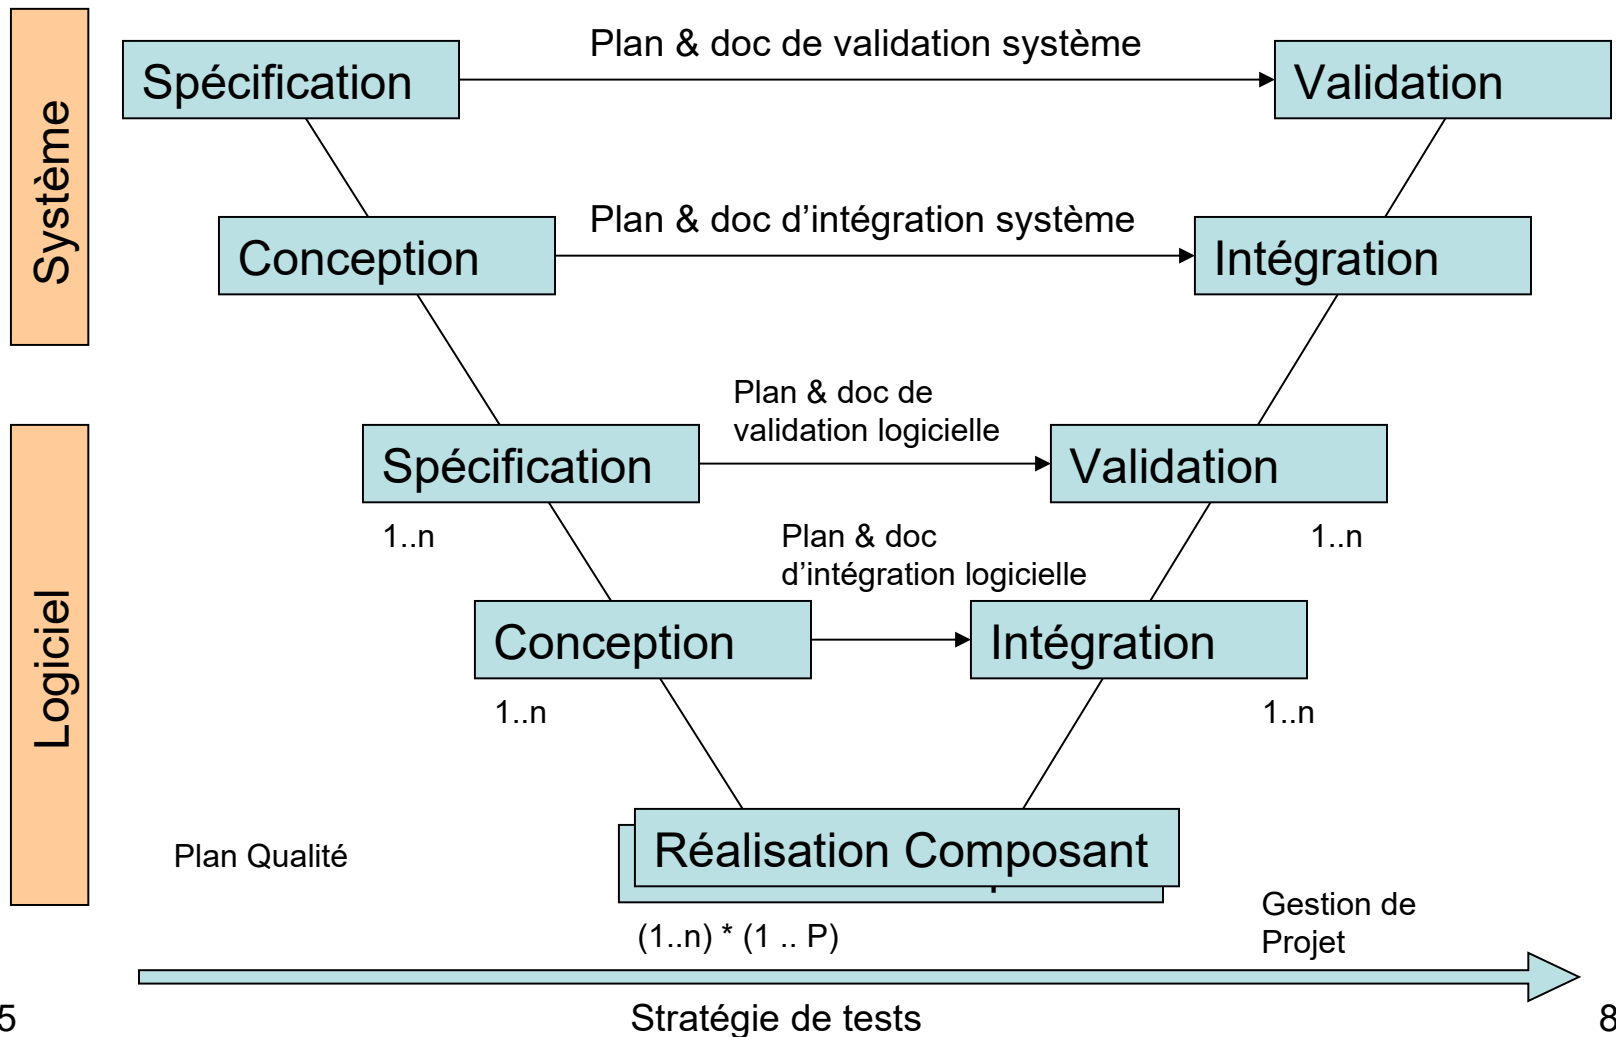 Système
Plan & doc de validation système
Spécification
Validation
Plan & doc d’intégration système
Conception
Intégration
Logiciel
Plan & doc de
validation logicielle
Spécification
Validation
1..n
1..n
Plan & doc
d’intégration logicielle
Conception
Intégration
1..n
1..n
Réalisation Composant
Plan Qualité
(1..n) * (1 .. P)
Gestion de
Projet
Stratégie de tests
5
8